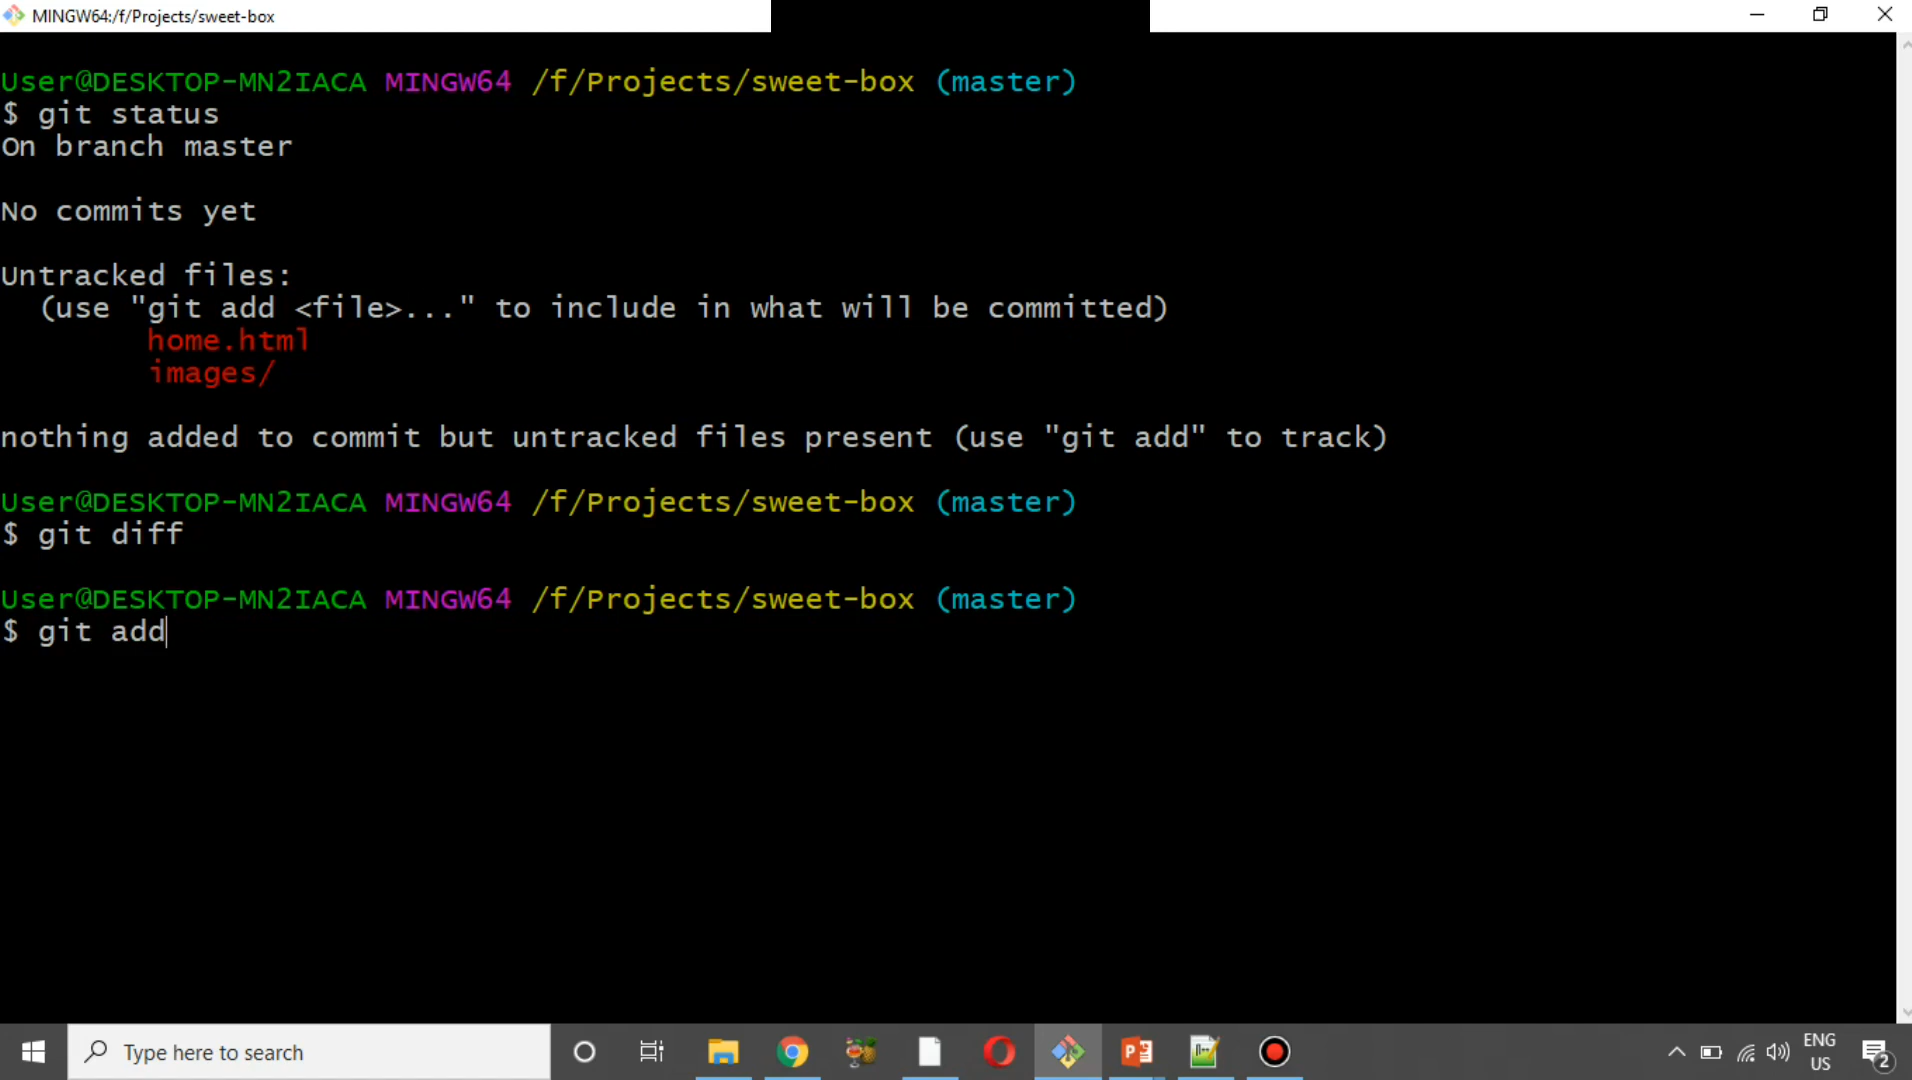 MINGW64:/f/Projects/sweet-box
User@DESKTOP-MN2IACA MINGW64 /f/Projects/sweet-box (master)
$ git status
On branch master
No commits yet
Untracked files:
(use "git add <file>..." to include in what will be committed)
home.html
images/
nothing added to commit but untracked files present (use "git add" to track)
User@DESKTOP-MN2IACA MINGW64 /f/Projects/sweet-box (master)
$ git diff
User@DESKTOP-MN2IACA MINGW64 /f/Projects/sweet-box (master)
$ git add
Type here to search
ENG
US
2